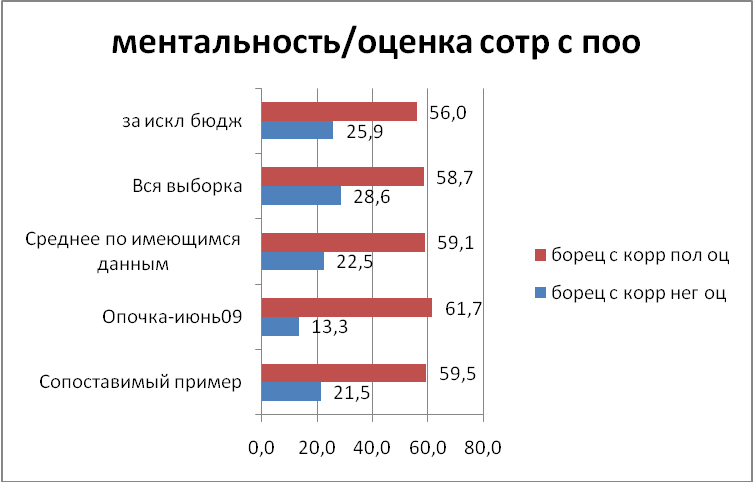 ментальность/оценка сотр с поо
за искл бюдж
56,0
25,9
Вся выборка
58,7
28,6
Среднее по имеющимся
данным
59,1
22,5
Опочка-июнь09
61,7
13,3
Сопоставимый пример
59,5
21,5
0,0 20,0 40,0 60,0 80,0
борец с корр пол оц
борец с корр нег оц